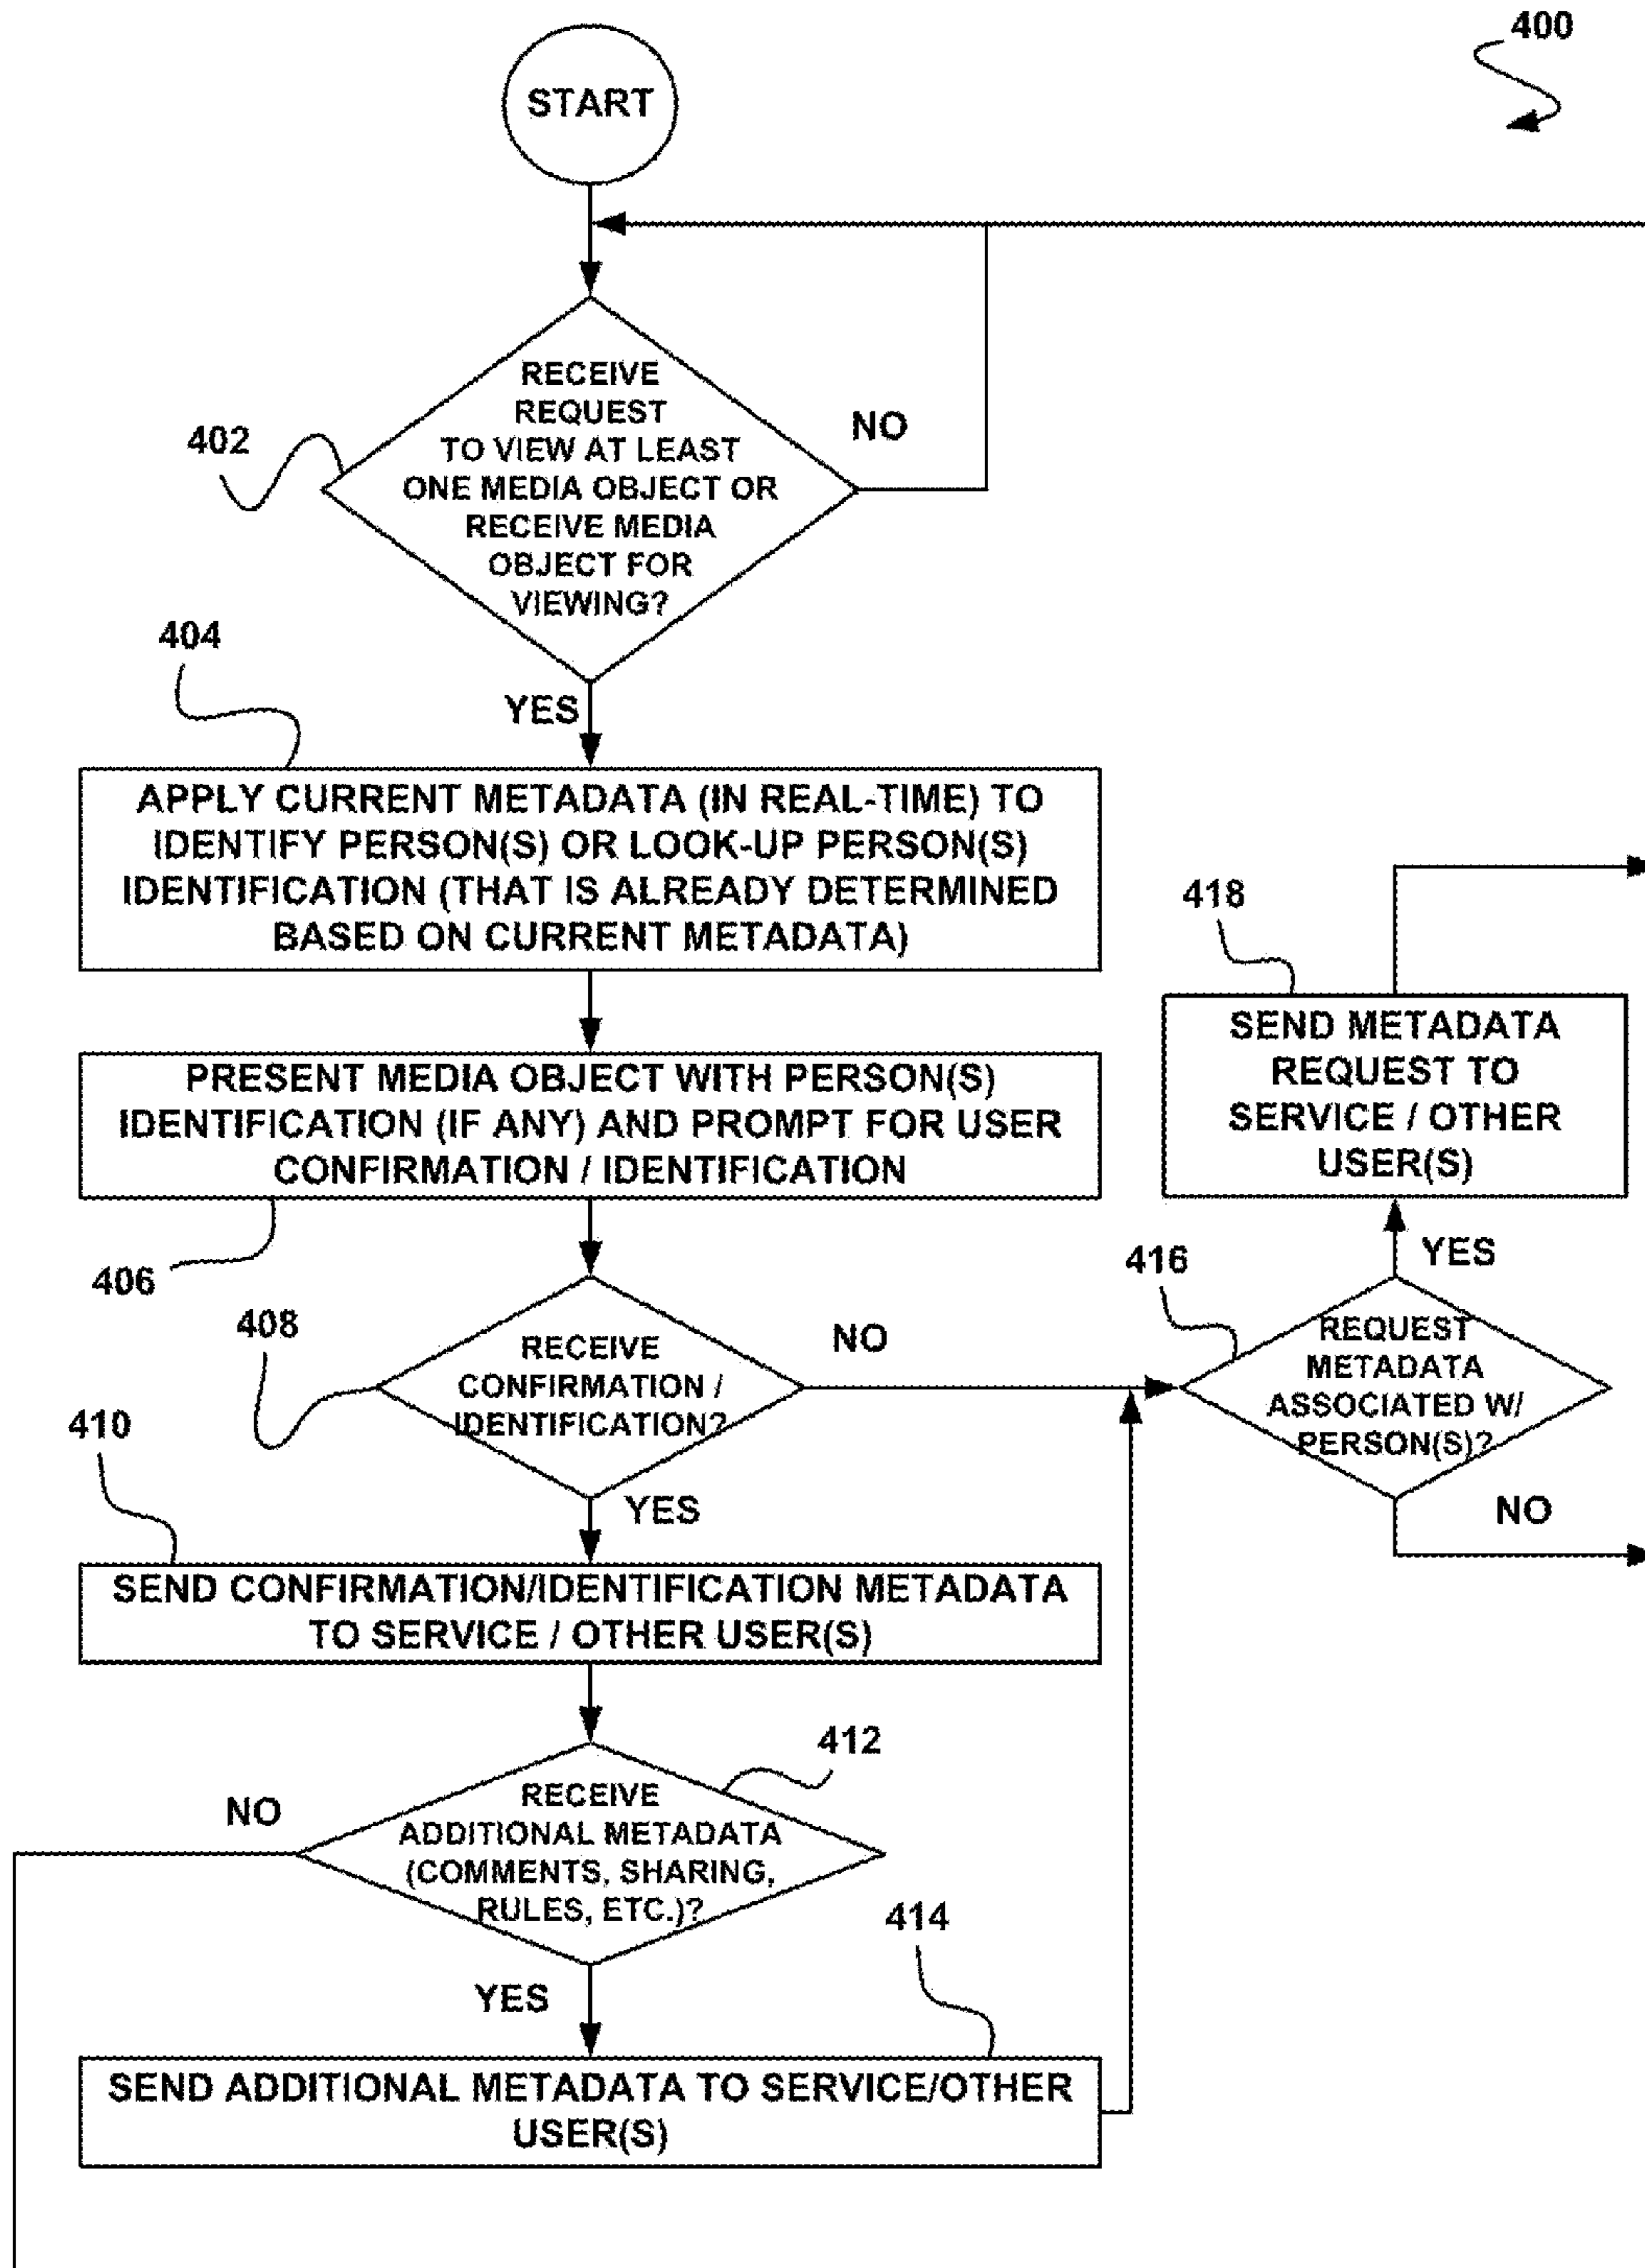 400
START
RECEIVE
REQUEST
TO VIEW AT LEAST
ONE MEDIA OBJECT OR
RECEIVE MEDIA
OBJECT FOR
VIEWING?
NO
402
YES
404
APPLY CURRENT METADATA (IN REAL-TIME) TO
IDENTIFY PERSON(S) OR LOOK-UP PERSON(S)
IDENTIFICATION (THAT IS ALREADY DETERMINED
BASED ON CURRENT METADATA)
PRESENT MEDIA OBJECT WITH PERSON(S)
IDENTIFICATION (IF ANY) AND PROMPT FOR USER
CONFIRMATION / IDENTIFICATION
406
408
RECEIVE
CONFIRMATION /
IDENTIFICATION?
NO
YES
410
SEND CONFIRMATION/IDENTIFICATION METADATA
TO SERVICE / OTHER USER(S)
412
RECEIVE
ADDITIONAL METADATA
(COMMENTS, SHARING,
RULES, ETC.)?
NO
YES
414
SEND ADDITIONAL METADATA TO SERVICE/OTHER
USER(S)
416
REQUEST
METADATA
ASSOCIATED W/
PERSON(S)?
YES
NO
418
SEND METADATA
REQUEST TO
SERVICE / OTHER
USER(S)